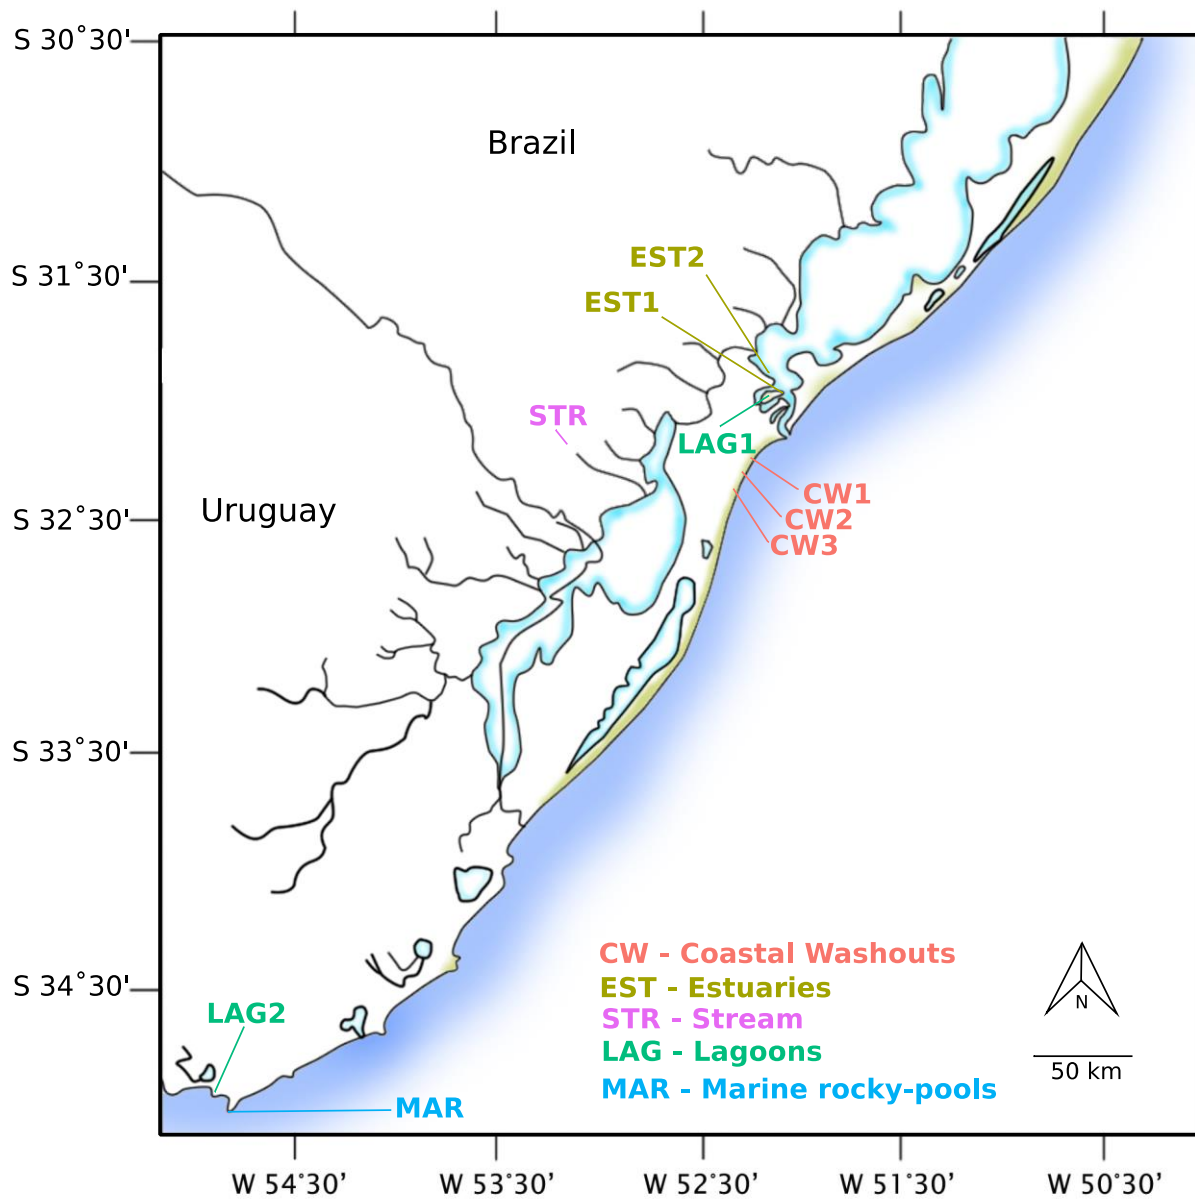 S 30˚30'
Brazil
EST2
S 31˚30'
EST1
STR
LAG1
CW1
Uruguay
S 32˚30'
CW2
CW3
S 33˚30'
CW - Coastal Washouts
S 34˚30'
EST - Estuaries
N
LAG2
STR - Stream
LAG - Lagoons
50 km
MAR - Marine rocky-pools
MAR
W 54˚30’
W 53˚30’
W 52˚30’
W 51˚30’
W 50˚30’